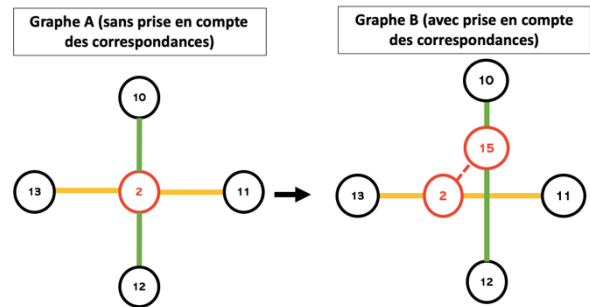 Graphe A (sans prise en compte
des correspondances)
Graphe B (avec prise en compte
des correspondances)
10
13
2
11
12
10
15
13
2
11
12